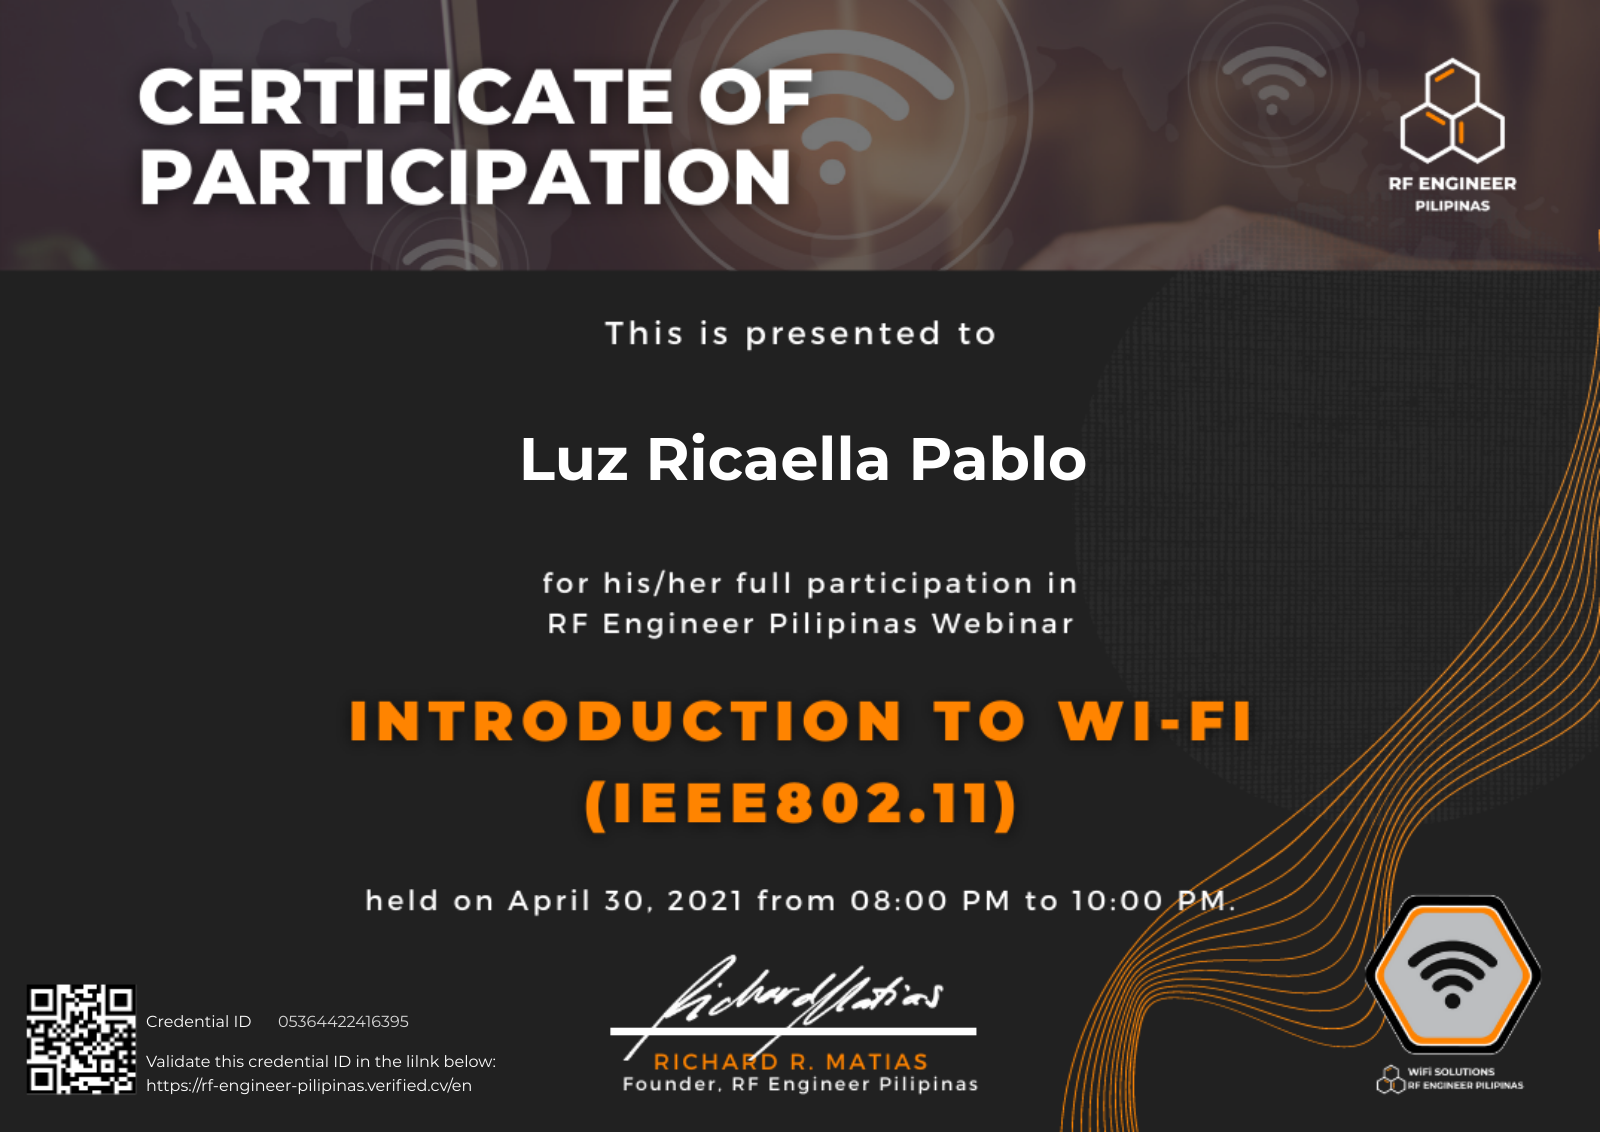 CERTIFICATE OF
PARTICIPATION
RF ENGINEER
PILIPINAS
This is presented to
Luz Ricaella Pablo
for his/her full participation in
RF Engineer Pilipinas Webinar
INTRODUCTION TO WI-FI
(IEEE802.11)
held on April 30, 2021 from 08:00 PM to 10:00 PM.
Richard Matias
RICHARD R. MATIAS
Founder, RF Engineer Pilipinas
Credential ID 05364422416395
Validate this credential ID in the lilnk below:
https://rf-engineer-pilipinas.verified.cv/en
WiFi SOLUTIONS
RF ENGINEER PILIPINAS